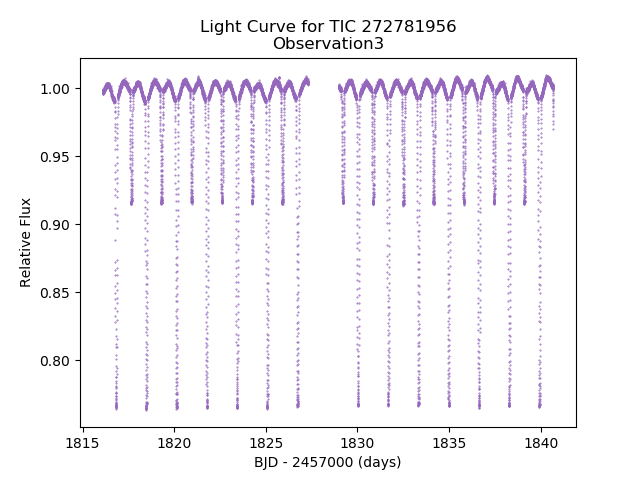 Light Curve for TIC 272781956
Observation3
Relative Flux
1.00
0.95
0.90
0.85
0.80
1815
1820
1825
1830
1835
1840
BJD - 2457000 (days)